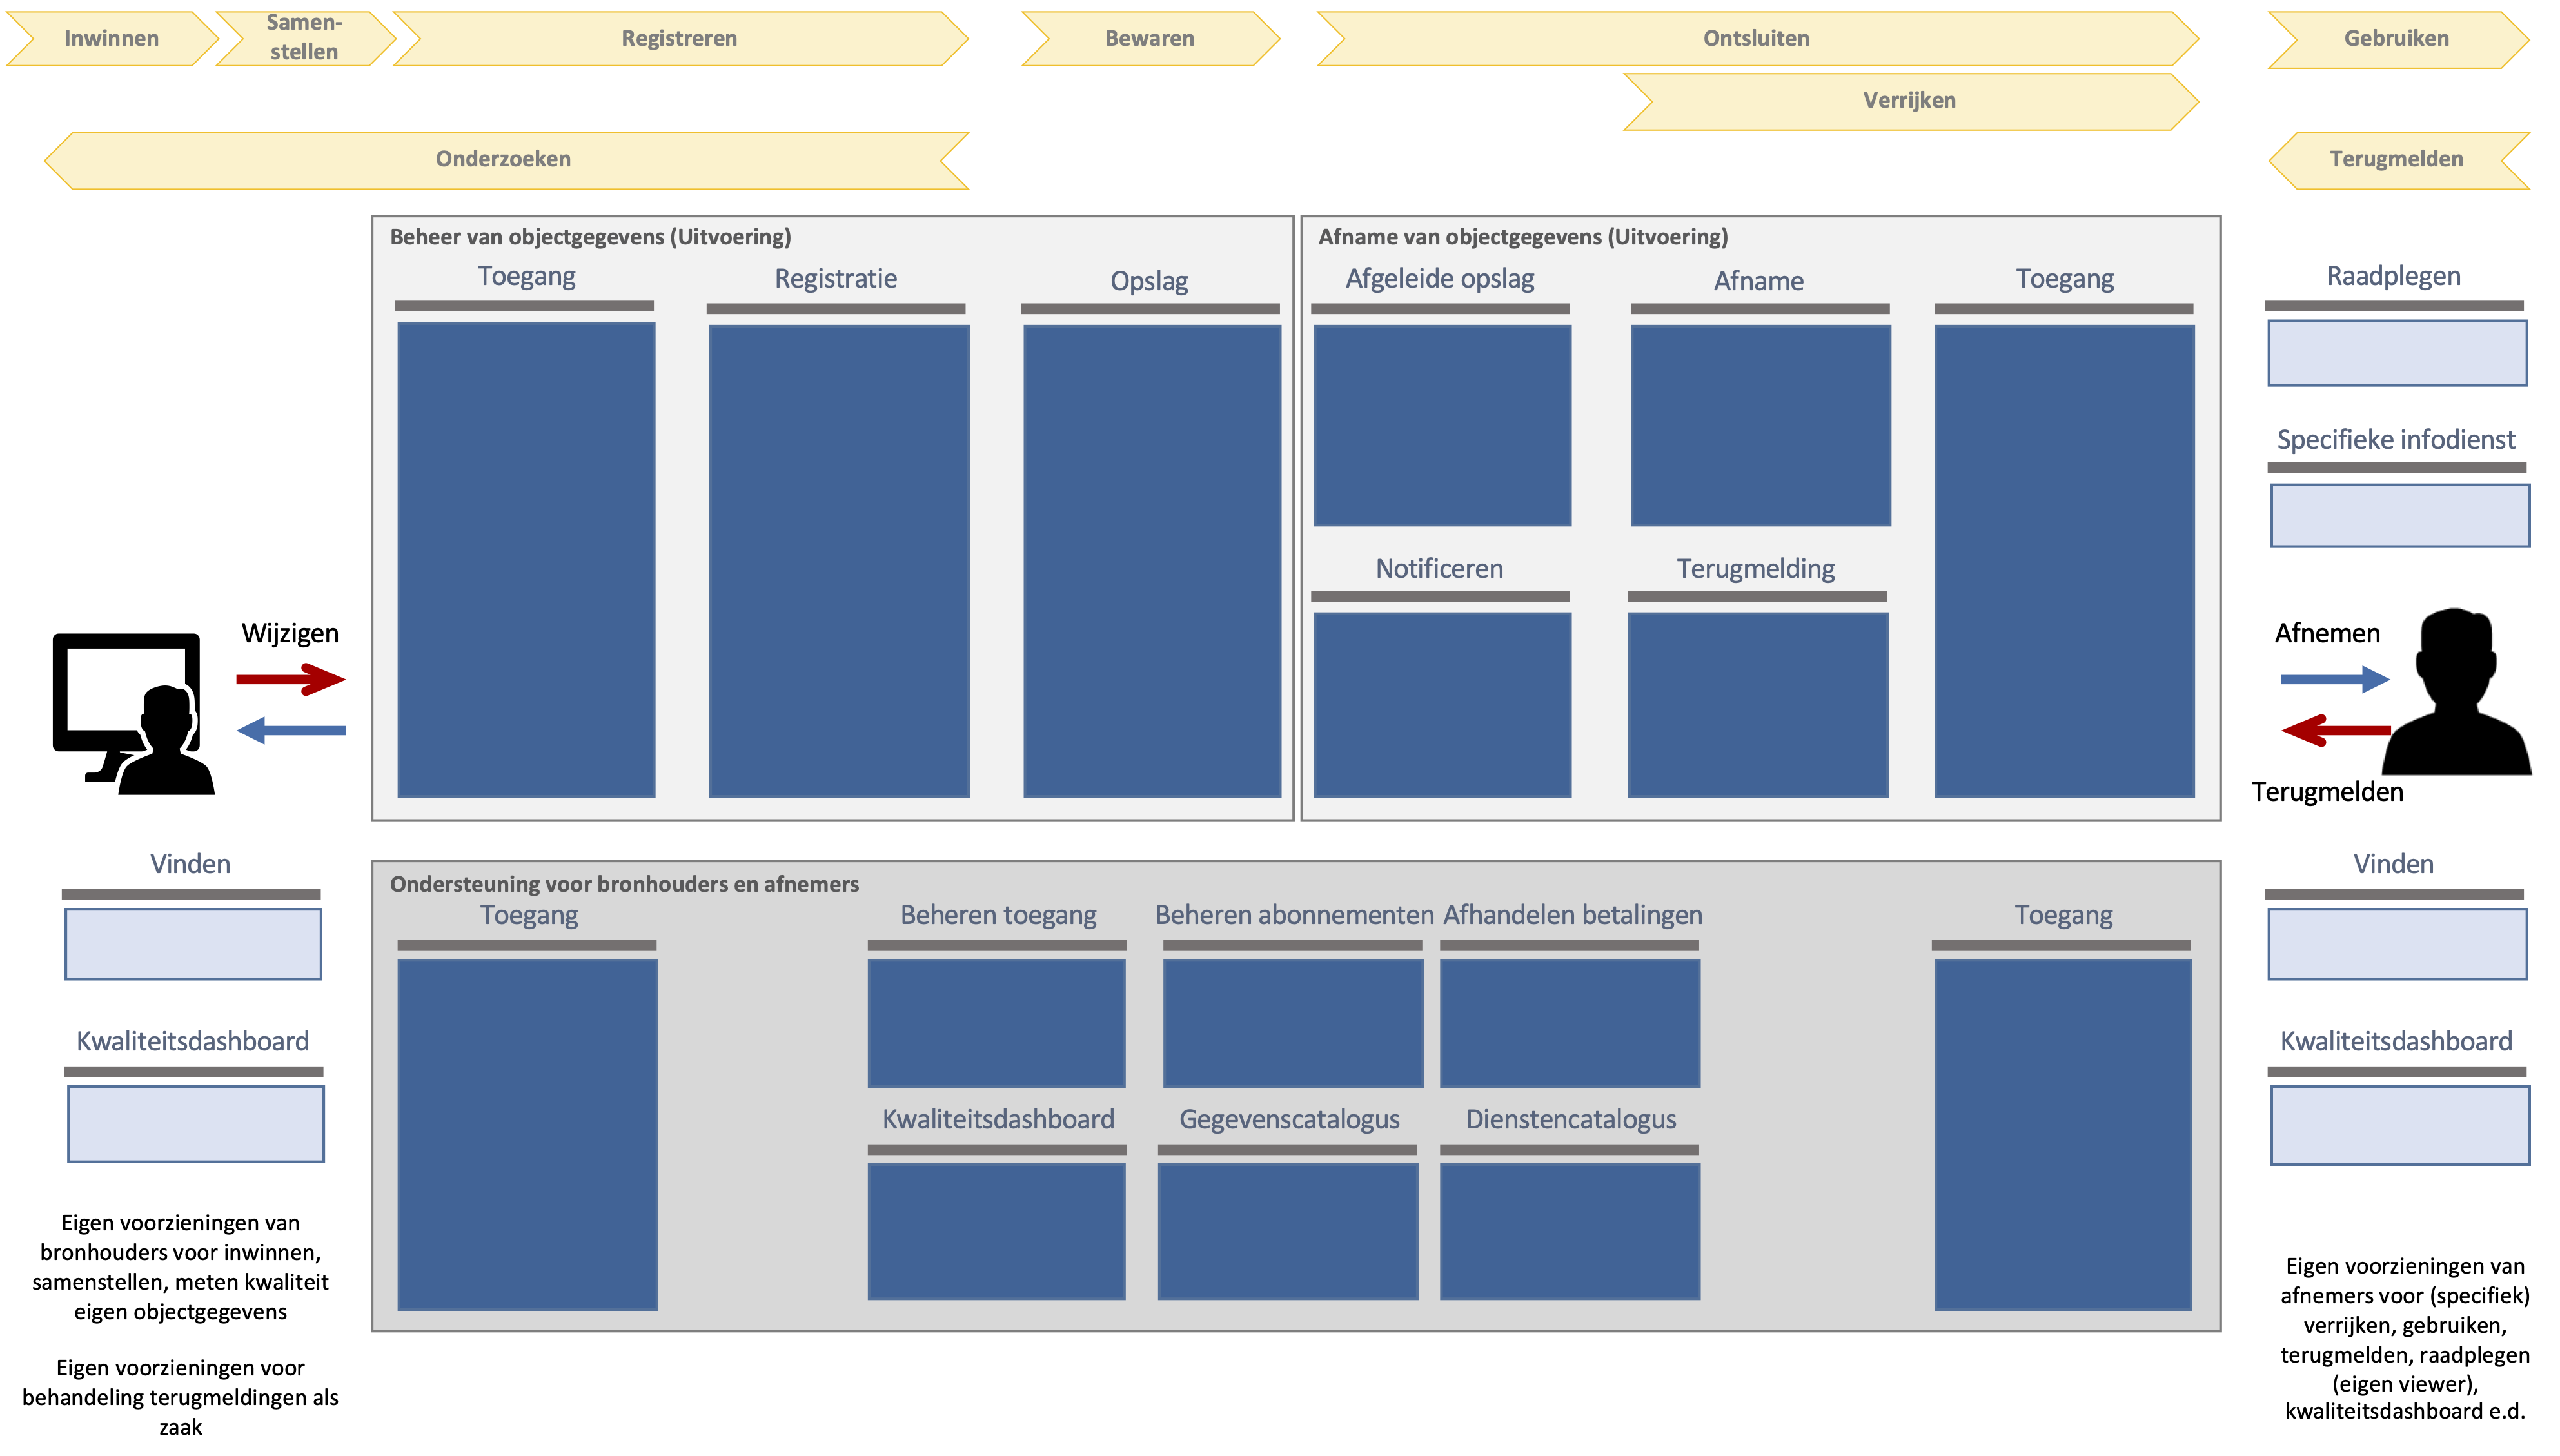 Inwinnen
Samen-
stellen
Registreren
Bewaren
Ontsluiten
Gebruiken
Verrijken
Onderzoeken
Terugmelden
Beheer van objectgegevens (Uitvoering)
Toegang
Registratie
Opslag
Afname van objectgegevens (Uitvoering)
Afgeleide opslag
Afname
Toegang
Notificeren
Terugmelding
Raadplegen
Specifieke infodienst
Wijzigen
Afnemen
Terugmelden
Vinden
Kwaliteitsdashboard
Eigen voorzieningen van
bronhouders voor inwinnen,
samenstellen, meten kwaliteit
eigen objectgegevens
Eigen voorzieningen voor
behandeling terugmeldingen als
zaak
Ondersteuning voor bronhouders en afnemers
Toegang
Beheren toegang
Beheren abonnementen
Afhandelen betalingen
Toegang
Kwaliteitsdashboard
Gegevenscatalogus
Dienstencatalogus
Vinden
Kwaliteitsdashboard
Eigen voorzieningen van
afnemers voor (specifiek)
verrijken, gebruiken,
terugmelden, raadplegen
(eigen viewer),
kwaliteitsdashboard e.d.